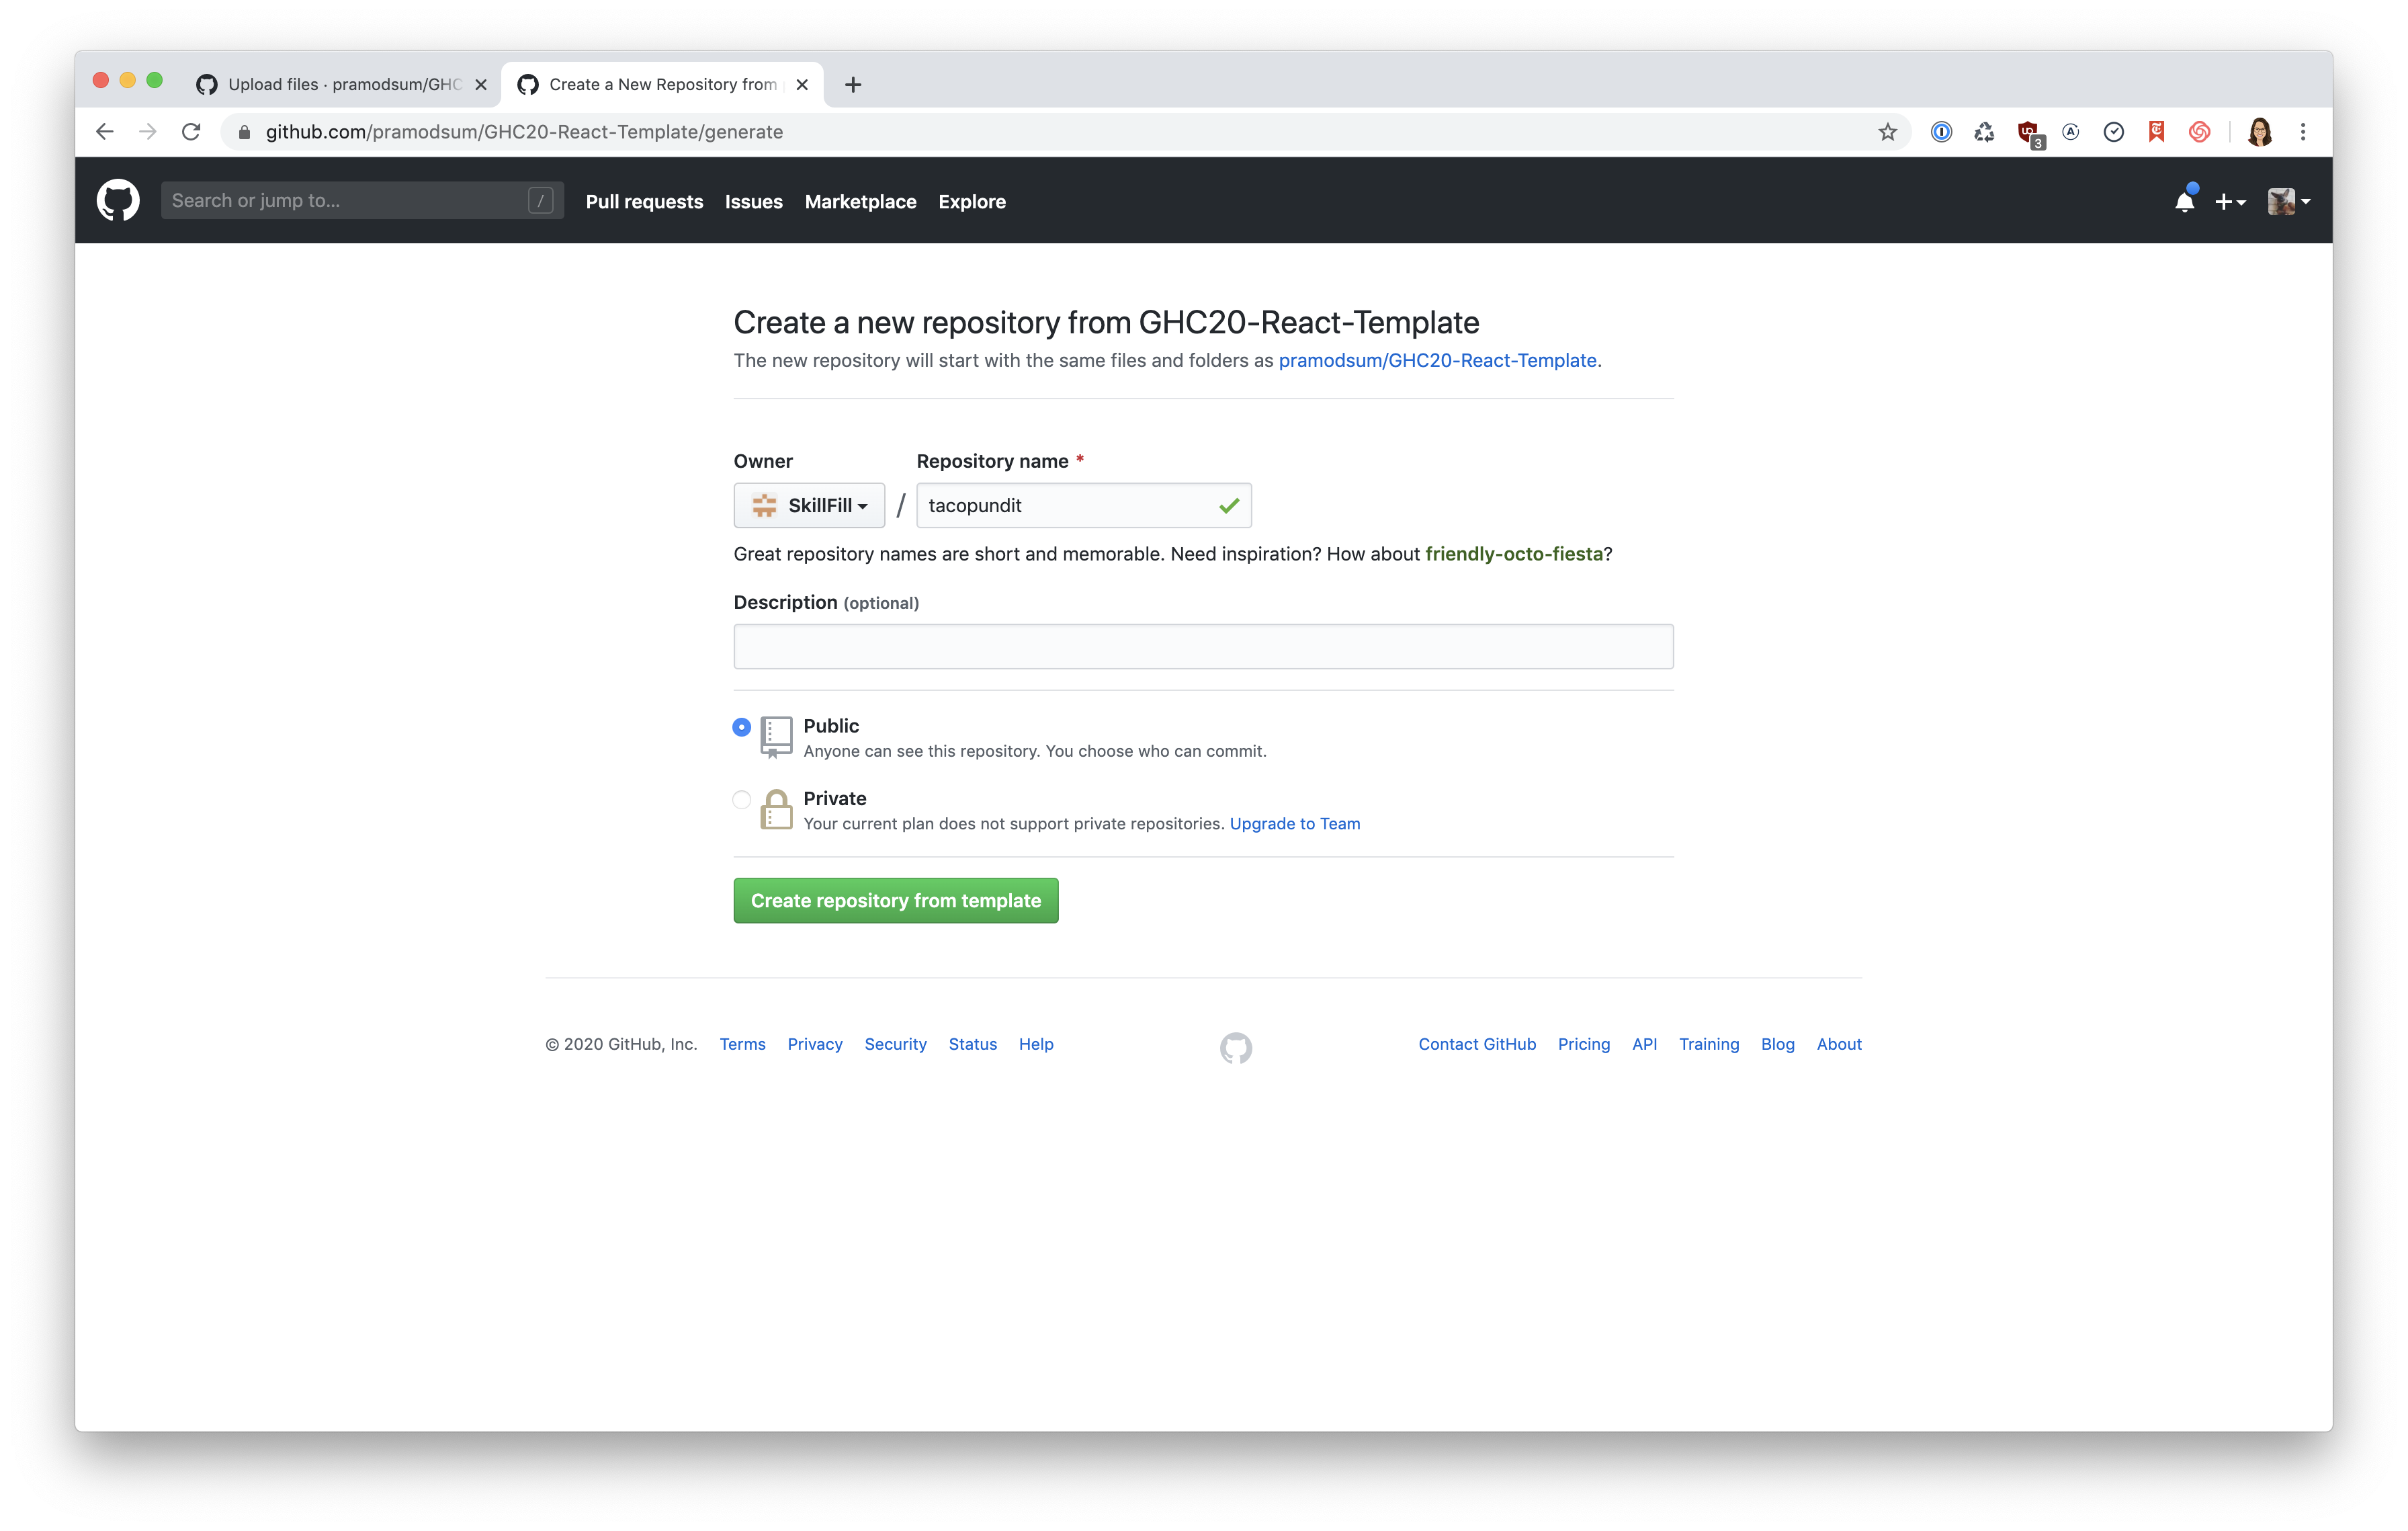 Upload files · pramodsum/GHC
Create a New Repository from
github.com/pramodsum/GHC20-React-Template/generate
3
Search or jump to...
/
Pull requests
Issues
Marketplace
Explore
Create a new repository from GHC20-React-Template
The new repository will start with the same files and folders as pramodsum/GHC20-React-Template.
Owner
Repository name *
SkillFill
/
tacopundit
Great repository names are short and memorable. Need inspiration? How about friendly-octo-fiesta?
Description (optional)
Public
Anyone can see this repository. You choose who can commit.
Private
Your current plan does not support private repositories. Upgrade to Team
Create repository from template
© 2020 GitHub, Inc.
Terms
Privacy
Security
Status
Help
Contact GitHub
Pricing
API
Training
Blog
About